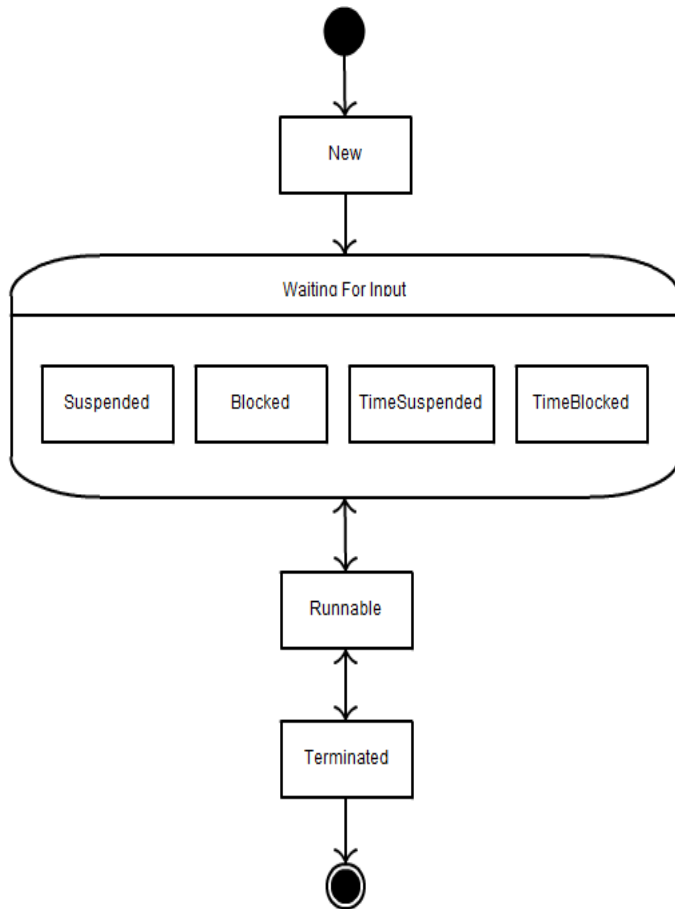 New
Waiting For Input
Suspended
Blocked
TimeSuspended
TimeBlocked
Runnable
Terminated